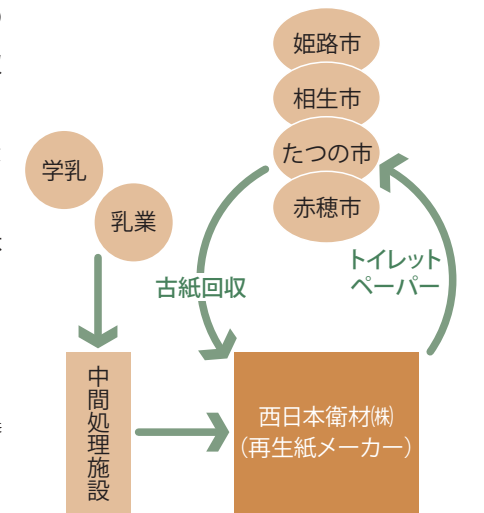 姫路市
相生市
たつの市
赤穂市
学乳
乳業
古紙回収
トイレット
ペーパー
中間処理施設
西日本衛材㈱
（再生紙メーカー）